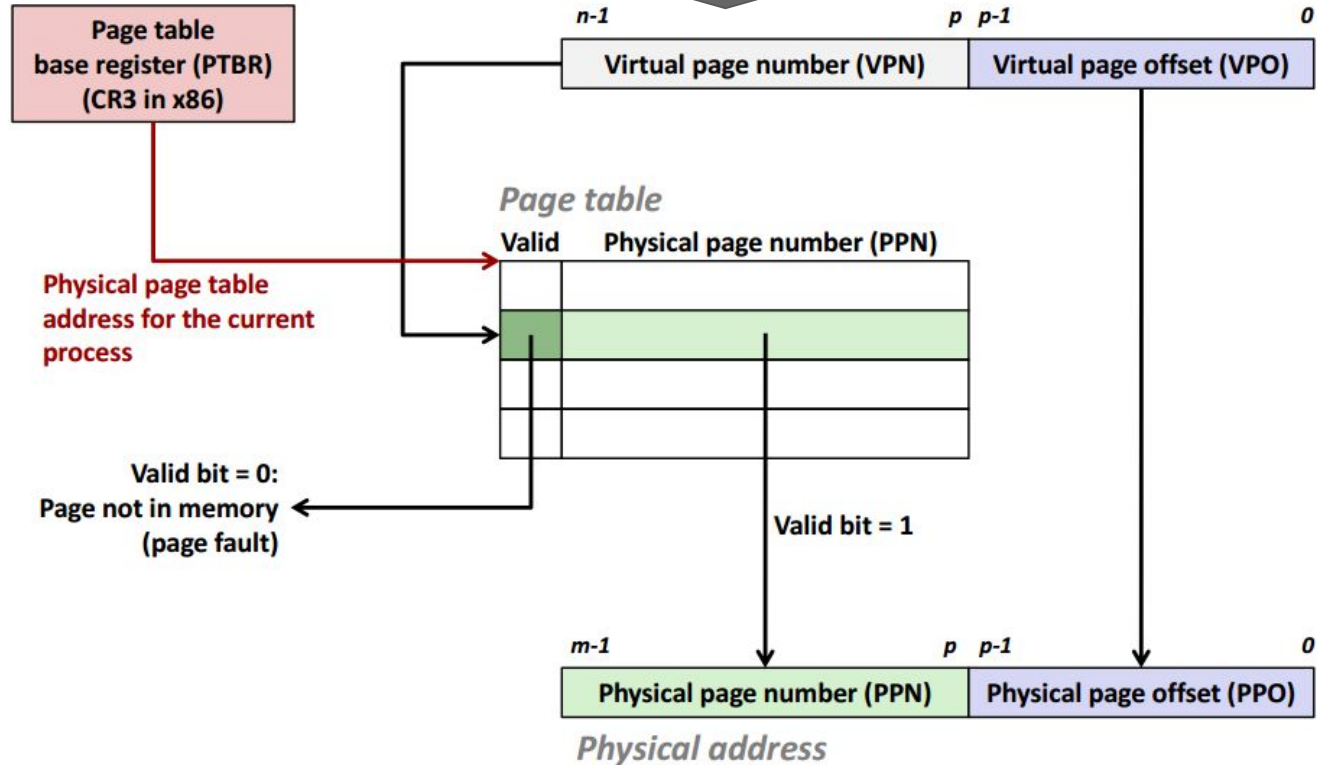 n-1 p p-1 0
Page table
base register (PTBR)
(CR3 in x86)
Virtual page number (VPN) Virtual page offset (VPO)
Page table
Valid Physical page number (PPN)
Physical page table
address for the current
process
Valid bit = 0:
Page not in memory
(page fault)
Valid bit = 1
m-1 p p-1 0
Physical page number (PPN) Physical page offset (PPO)
Physical address